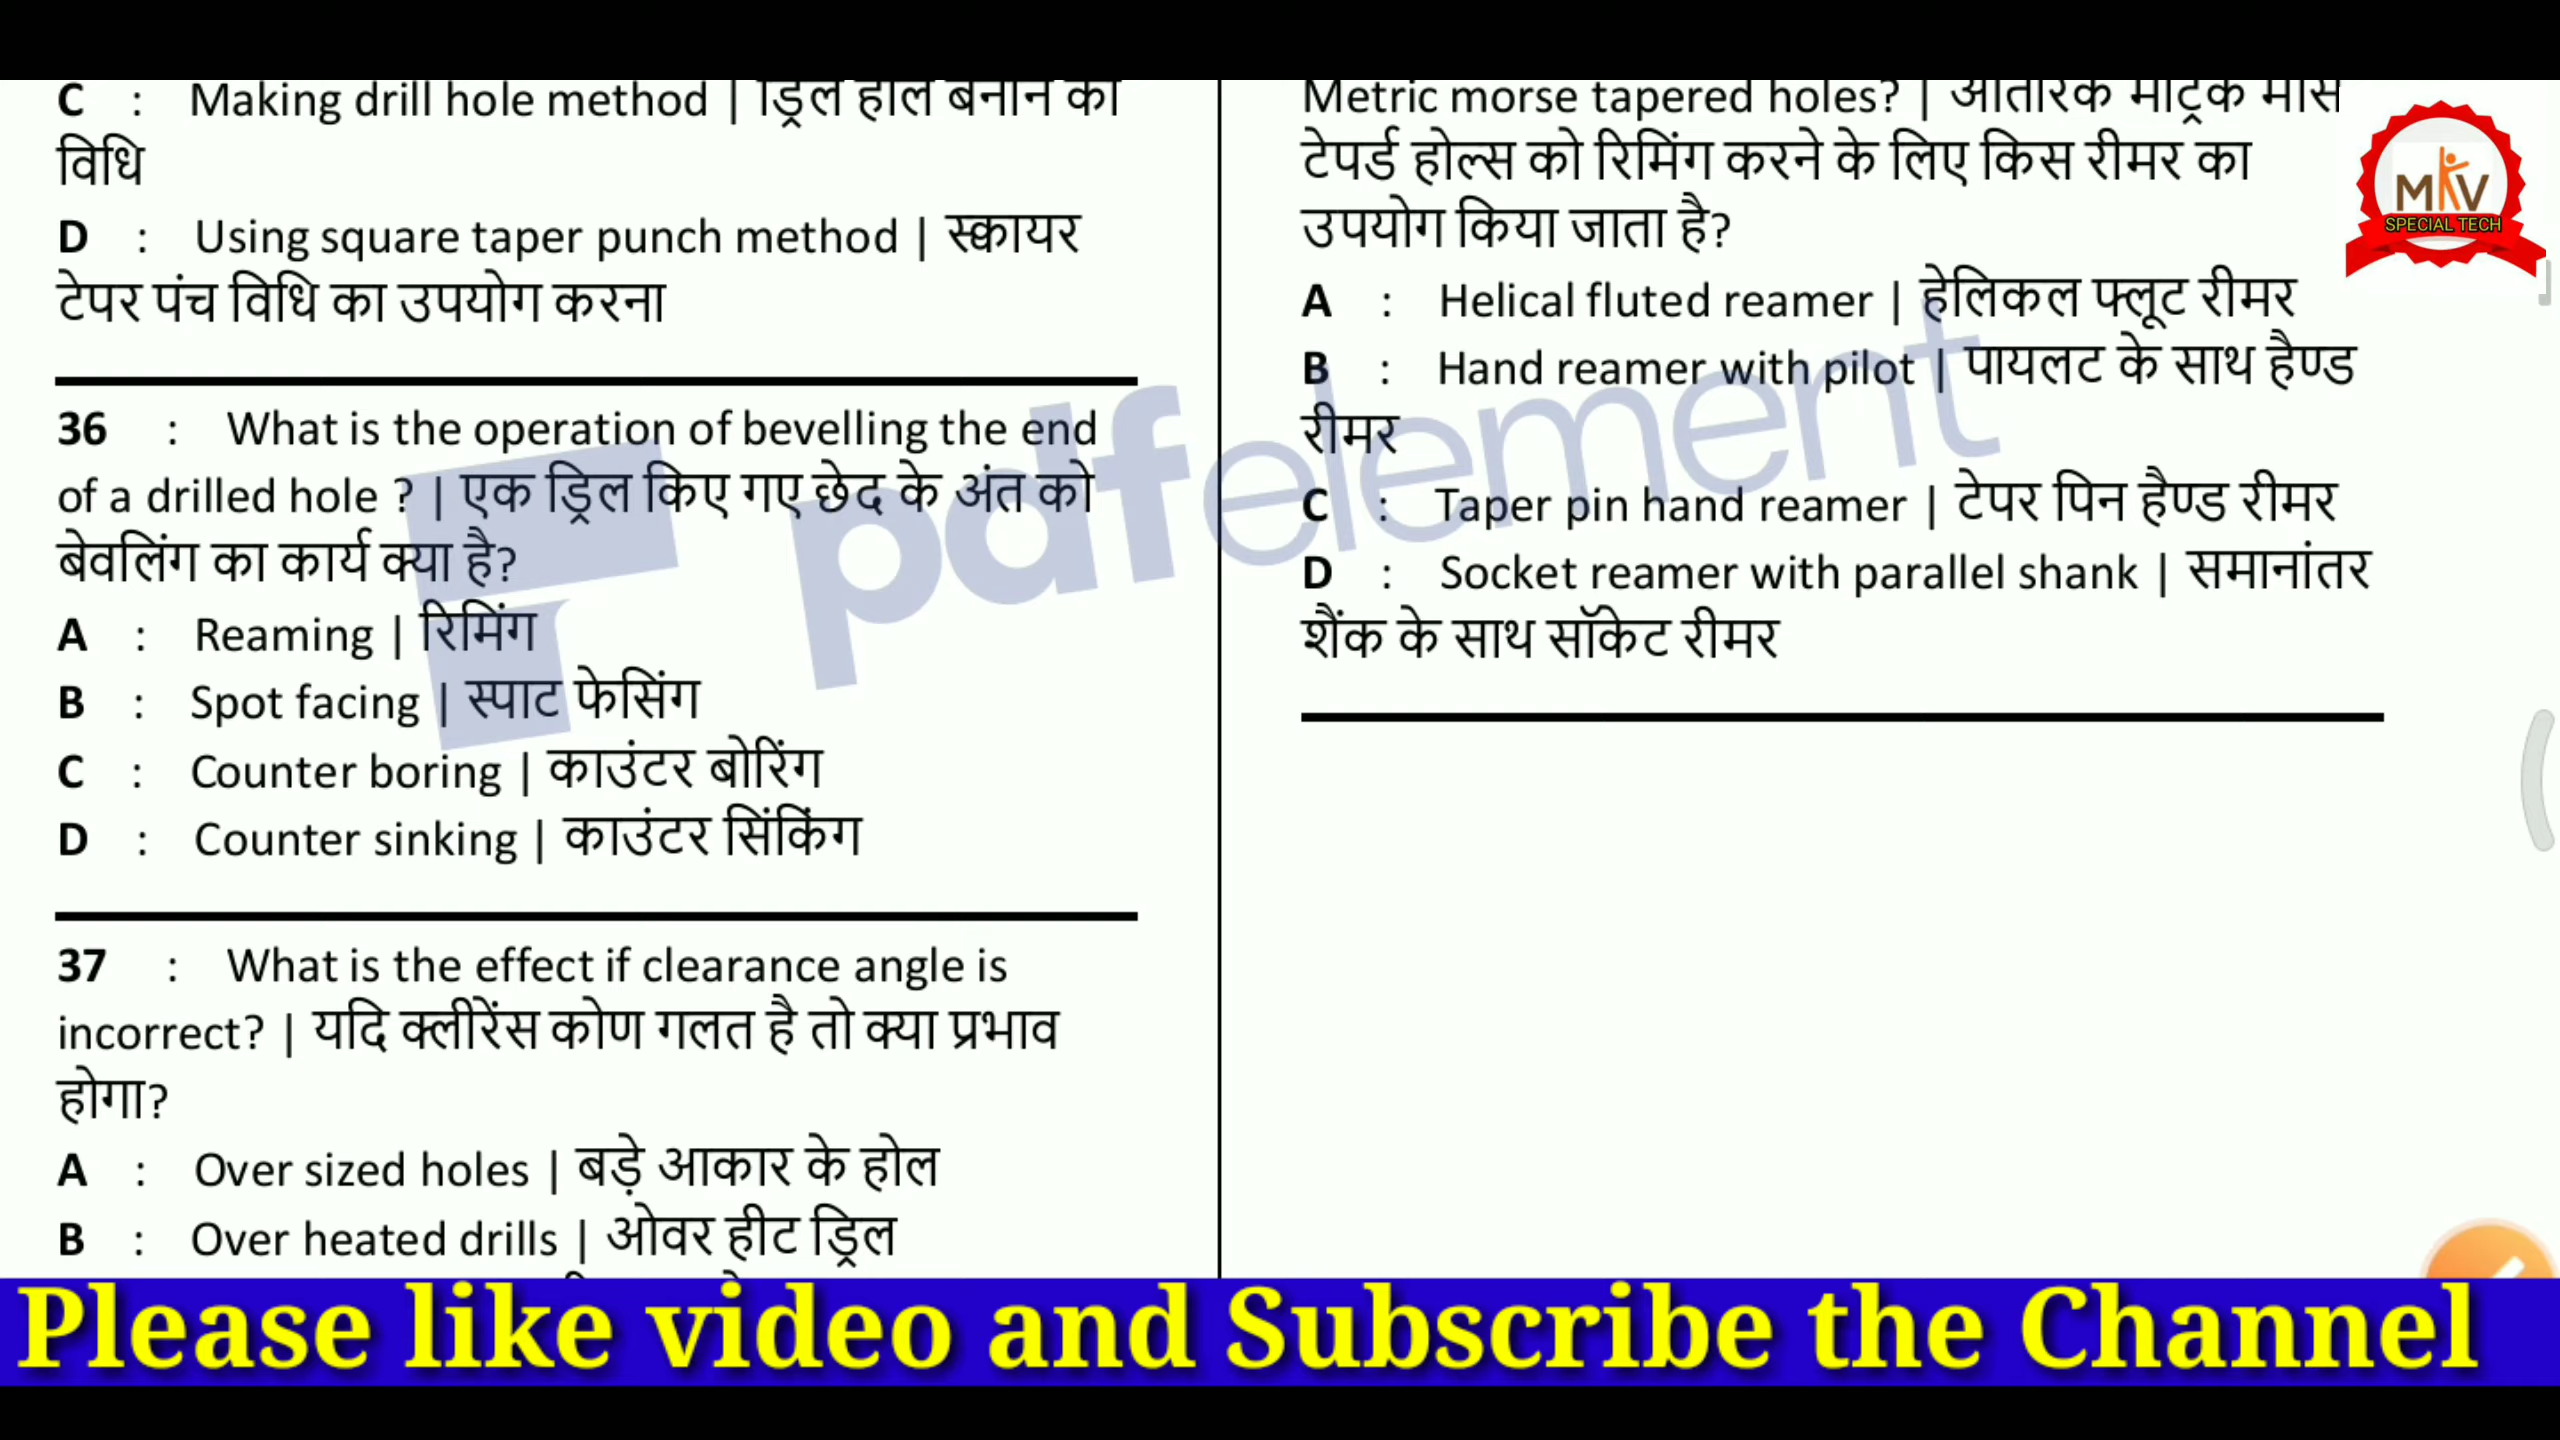 C : Making drill hole method | ड्रिल होल बनाने की
विधि
D : Using square taper punch method | स्क्वायर
टेपर पंच विधि का उपयोग करना
36 : What is the operation of bevelling the end
of a drilled hole ? | एक ड्रिल किए गए छेद के अंत को
बेवलिंग का कार्य क्या है?
A : Reaming | रिमिंग
B : Spot facing | स्पाट फेसिंग
C : Counter boring | काउंटर बोरिंग
D : Counter sinking | काउंटर सिंकिंग
37 : What is the effect if clearance angle is
incorrect? | यदि क्लीरेंस कोण गलत है तो क्या प्रभाव
होगा?
A : Over sized holes | बड़े आकार के होल
B : Over heated drills | ओवर हीट ड्रिल
Metric morse tapered holes? | आंतरिक मीट्रिक मोर्स
टेपर्ड होल्स को रिमिंग करने के लिए किस रीमर का
उपयोग किया जाता है?
A : Helical fluted reamer | हेलिकल फ्लूट रीमर
B : Hand reamer with pilot | पायलट के साथ हैण्ड
रीमर
C : Taper pin hand reamer | टेपर पिन हैण्ड रीमर
D : Socket reamer with parallel shank | समानांतर
शैंक के साथ सॉकेट रीमर
pdfelement
MKV
SPECIAL TECH
Please like video and Subscribe the Channel